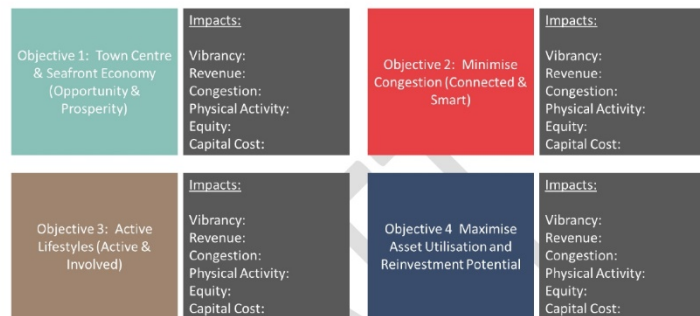 Objective 1:  Town Centre
& Seafront Economy
(Opportunity &
Prosperity)
Impacts:
Vibrancy:
Revenue:
Congestion:
Physical Activity:
Equity:
Capital Cost:
Objective 2:  Minimise
Congestion (Connected &
Smart)
Impacts:
Vibrancy:
Revenue:
Congestion:
Physical Activity:
Equity:
Capital Cost:
Objective 3:  Active
Lifestyles (Active &
Involved)
Impacts:
Vibrancy:
Revenue:
Congestion:
Physical Activity:
Equity:
Capital Cost:
Objective 4  Maximise
Asset Utilisation and
Reinvestment Potential
Impacts:
Vibrancy:
Revenue:
Congestion:
Physical Activity:
Equity:
Capital Cost: